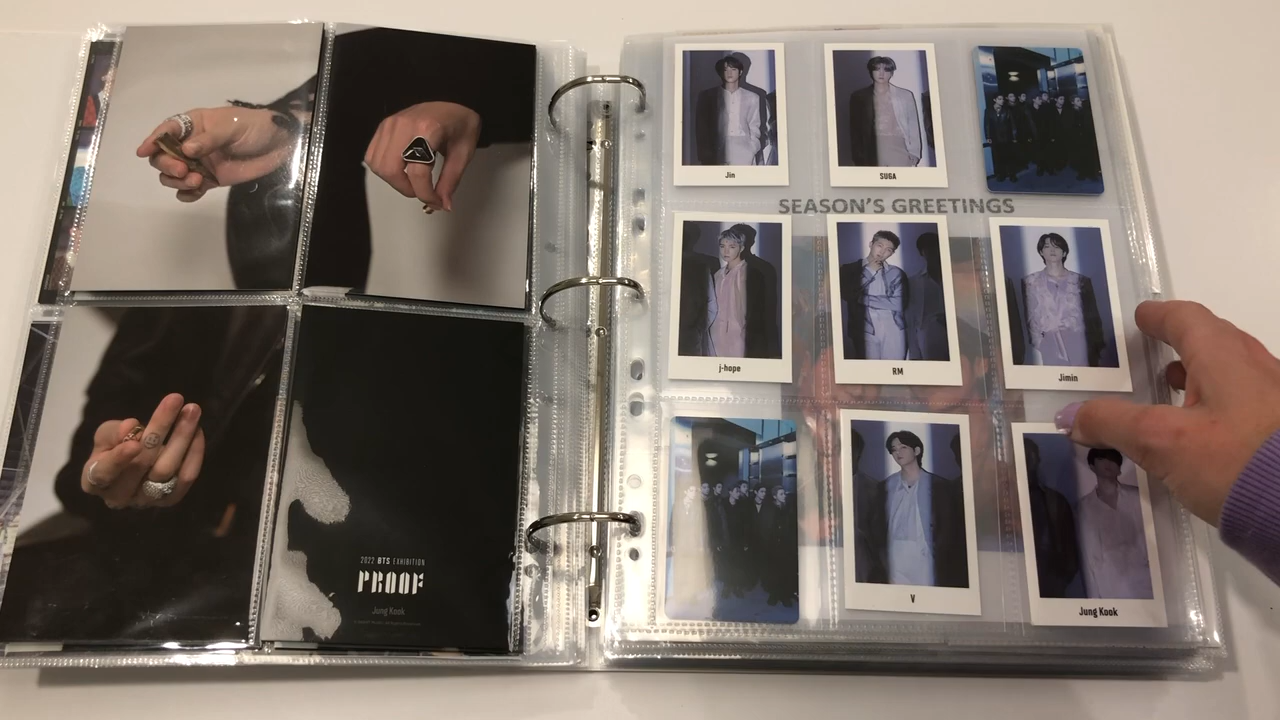 2022 BTS EXHIBITION
PROOF
Jung Kook
Jin
SUGA
SEASON'S GREETINGS
j-hope
RM
Jimin
V
Jung Kook